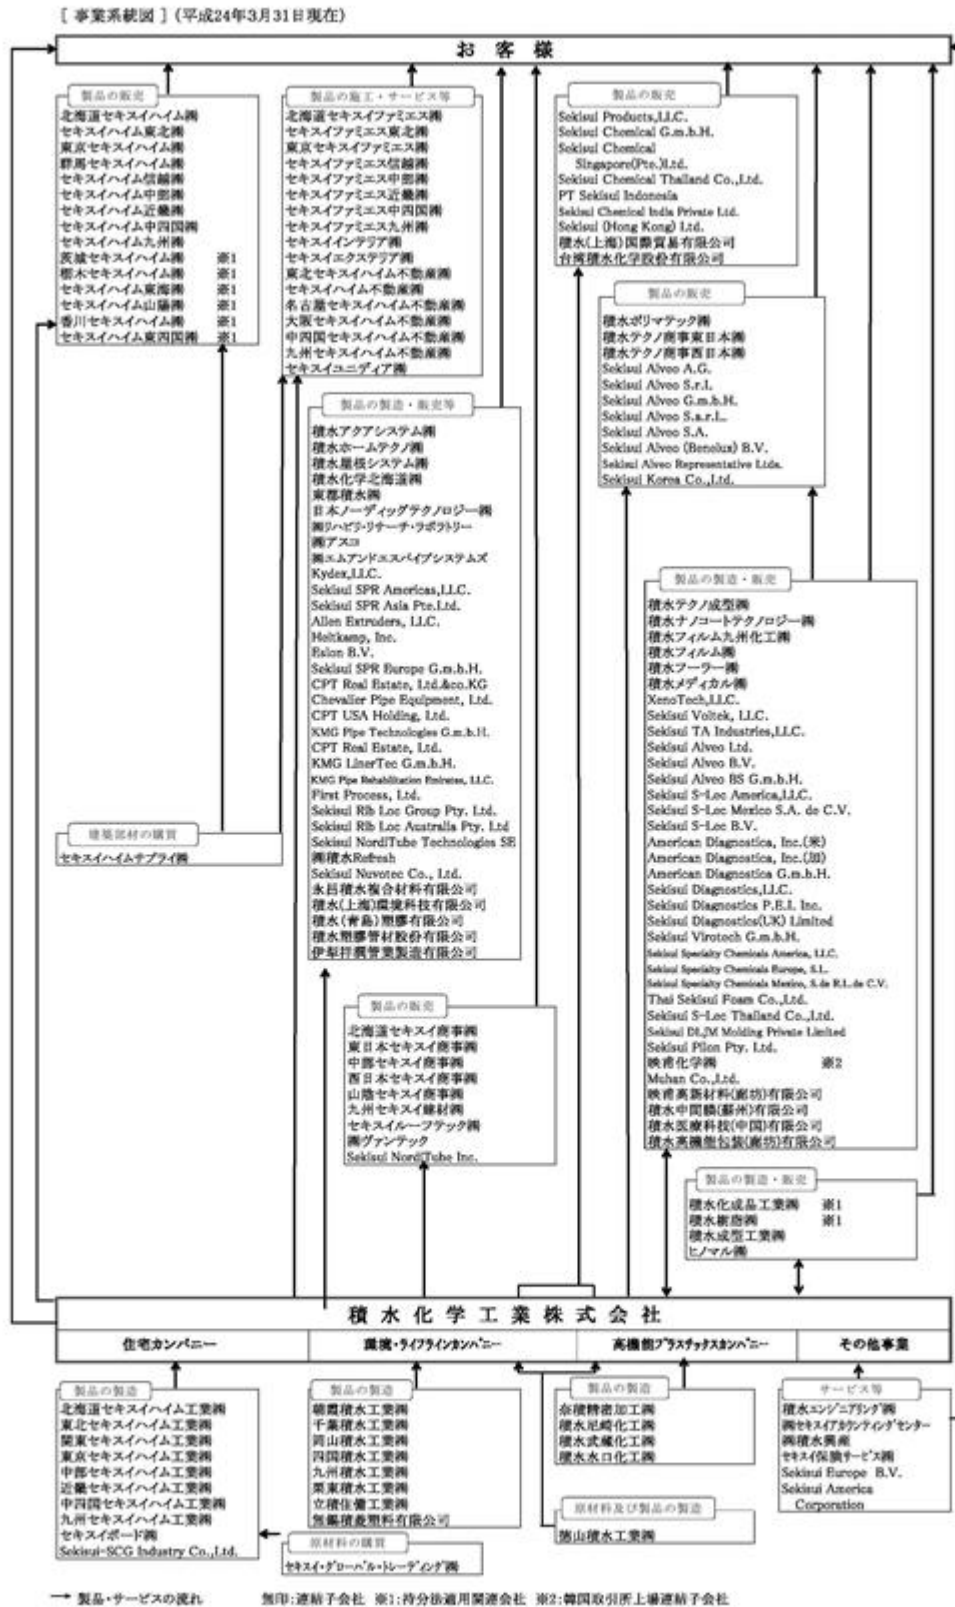 [ 事業系統図 ] (平成24年3月31日現在)
お 客 様
製品の販売
北海道セキスイハイム㈱
セキスイハイム東北㈱
東京セキスイハイム㈱
群馬セキスイハイム㈱
セキスイハイム信越㈱
セキスイハイム中部㈱
セキスイハイム近畿㈱
セキスイハイム中四国㈱
セキスイハイム九州㈱
茨城セキスイハイム㈱ ※1
栃木セキスイハイム㈱ ※1
セキスイハイム東海㈱ ※1
セキスイハイム山陽㈱ ※1
香川セキスイハイム㈱ ※1
セキスイハイム東四国㈱ ※1
製品の施工・サービス等
北海道セキスイファミエス㈱
セキスイファミエス東北㈱
東京セキスイファミエス㈱
セキスイファミエス信越㈱
セキスイファミエス中部㈱
セキスイファミエス近畿㈱
セキスイファミエス中四国㈱
セキスイファミエス九州㈱
セキスイインテリア㈱
セキスイエクステリア㈱
東北セキスイハイム不動産㈱
セキスイハイム不動産㈱
名古屋セキスイハイム不動産㈱
大阪セキスイハイム不動産㈱
中四国セキスイハイム不動産㈱
九州セキスイハイム不動産㈱
セキスイユニディア㈱
製品の販売
Sekisui Products,LLC.
Sekisui Chemical G.m.b.H.
Sekisui Chemical
Singapore(Pte.)Ltd.
Sekisui Chemical Thailand Co.,Ltd.
PT Sekisui Indonesia
Sekisui Chemical India Private Ltd.
Sekisui (Hong Kong) Ltd.
積水(上海)国際貿易有限公司
台湾積水化学股份有限公司
製品の販売
積水ポリマテック㈱
積水テクノ商事東日本㈱
積水テクノ商事西日本㈱
Sekisui Alveo A.G.
Sekisui Alveo S.r.l.
Sekisui Alveo G.m.b.H.
Sekisui Alveo S.a.r.L.
Sekisui Alveo S.A.
Sekisui Alveo (Benelux) B.V.
Sekisui Alveo Representative Ltda.
Sekisui Korea Co.,Ltd.
製品の製造・販売等
積水アクアシステム㈱
積水ホームテクノ㈱
積水屋根システム㈱
積水化学北海道㈱
東都積水㈱
日本ノーディッグテクノロジー㈱
㈱リハビリ・リサーチ・ラボラトリー
㈱アスコ
㈱エムアンドエスパイプシステムズ
Kydex,LLC.
Sekisui SPR Americas,LLC.
Sekisui SPR Asia Pte.Ltd.
Allen Extruders, LLC.
Heitkamp, Inc.
Eslon B.V.
Sekisui SPR Europe G.m.b.H.
CPT Real Estate, Ltd.&co.KG
Chevalier Pipe Equipment, Ltd.
CPT USA Holding, Ltd.
KMG Pipe Technologies G.m.b.H.
CPT Real Estate, Ltd.
KMG LinerTec G.m.b.H.
KMG Pipe Rehabilitation Emirates, LLC.
First Process, Ltd.
Sekisui Rib Loc Group Pty. Ltd.
Sekisui Rib Loc Australia Pty. Ltd
Sekisui NordiTube Technologies SE
㈱積水Refresh
Sekisui Nuvotec Co., Ltd.
永昌積水複合材料有限公司
積水(上海)環境科技有限公司
積水(青島)塑膠有限公司
積水塑膠管材股份有限公司
製品の製造・販売
積水テクノ成型㈱
積水ナノコートテクノロジー㈱
積水フィルム九州化工㈱
積水フィルム㈱
積水フーラー㈱
積水メディカル㈱
XenoTech,LLC.
Sekisui Voltek, LLC.
Sekisui TA Industries,LLC.
Sekisui Alveo Ltd.
Sekisui Alveo B.V.
Sekisui Alveo BS G.m.b.H.
Sekisui S-Lec America,LLC.
Sekisui S-Lec Mexico S.A. de C.V.
Sekisui S-Lec B.V.
American Diagnostica, Inc.(米)
American Diagnostica, Inc.(加)
American Diagnostica G.m.b.H.
Sekisui Diagnostics,LLC.
Sekisui Diagnostics P.E.I. Inc.
Sekisui Diagnostics(UK) Limited
Sekisui Virotech G.m.b.H.
Sekisui Specialty Chemicals America, LLC.
Sekisui Specialty Chemicals Europe, S.L.
Sekisui Specialty Chemicals Mexico, S. de R.L.de C.V.
Thai Sekisui Foam Co.,Ltd.
Sekisui S-Lec Thailand Co.,Ltd.
Sekisui DLJM Molding Private Limited
Sekisui Pilon Pty. Ltd.
映甫化学㈱ ※2
Muhan Co.,Ltd.
映甫高新材料(廊坊)有限公司
積水中間膜(蘇州)有限公司
積水医療科技(中国)有限公司
積水高機能包装(廊坊)有限公司
建築部材の購買
セキスイハイムサプライ㈱
製品の販売
北海道セキスイ商事㈱
東日本セキスイ商事㈱
中部セキスイ商事㈱
西日本セキスイ商事㈱
山陰セキスイ商事㈱
九州セキスイ建材㈱
セキスイルーフテック㈱
㈱ヴァンテック
Sekisui NordiTube Inc.
製品の製造・販売
積水化成品工業㈱ ※1
積水樹脂㈱ ※1
積水成型工業㈱
ヒノマル㈱
積 水 化 学 工 業 株 式 会 社
住宅カンパニー 環境・ライフラインカンパニー 高機能プラスチックスカンパニー その他事業
製品の製造
北海道セキスイハイム工業㈱
東北セキスイハイム工業㈱
関東セキスイハイム工業㈱
東京セキスイハイム工業㈱
中部セキスイハイム工業㈱
近畿セキスイハイム工業㈱
中四国セキスイハイム工業㈱
九州セキスイハイム工業㈱
セキスイボード㈱
Sekisui-SCG Industry Co.,Ltd.
製品の製造
朝霞積水工業㈱
千葉積水工業㈱
岡山積水工業㈱
四国積水工業㈱
九州積水工業㈱
栗東積水工業㈱
立積住備工業㈱
無錫積菱塑料有限公司
原材料の購買
セキスイ・グローバル・トレーディング㈱
製品の製造
奈積精密加工㈱
積水尼崎化工㈱
積水武蔵化工㈱
積水水口化工㈱
原材料及び製品の製造
徳山積水工業㈱
サービス等
積水エンジニアリング㈱
㈱セキスイアカウンティングセンター
㈱積水興産
セキスイ保険サービス㈱
Sekisui Europe B.V.
Sekisui America
Corporation
→ 製品・サービスの流れ 無印:連結子会社 ※1:持分法適用関連会社 ※2:韓国取引所上場連結子会社